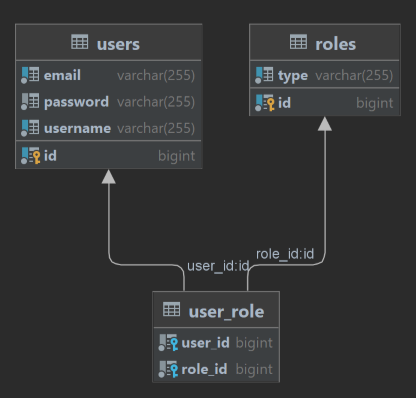 users
email varchar(255)
password varchar(255)
username varchar(255)
id bigint
roles
type varchar(255)
id bigint
user_id:id
role_id:id
user_role
user_id bigint
role_id bigint